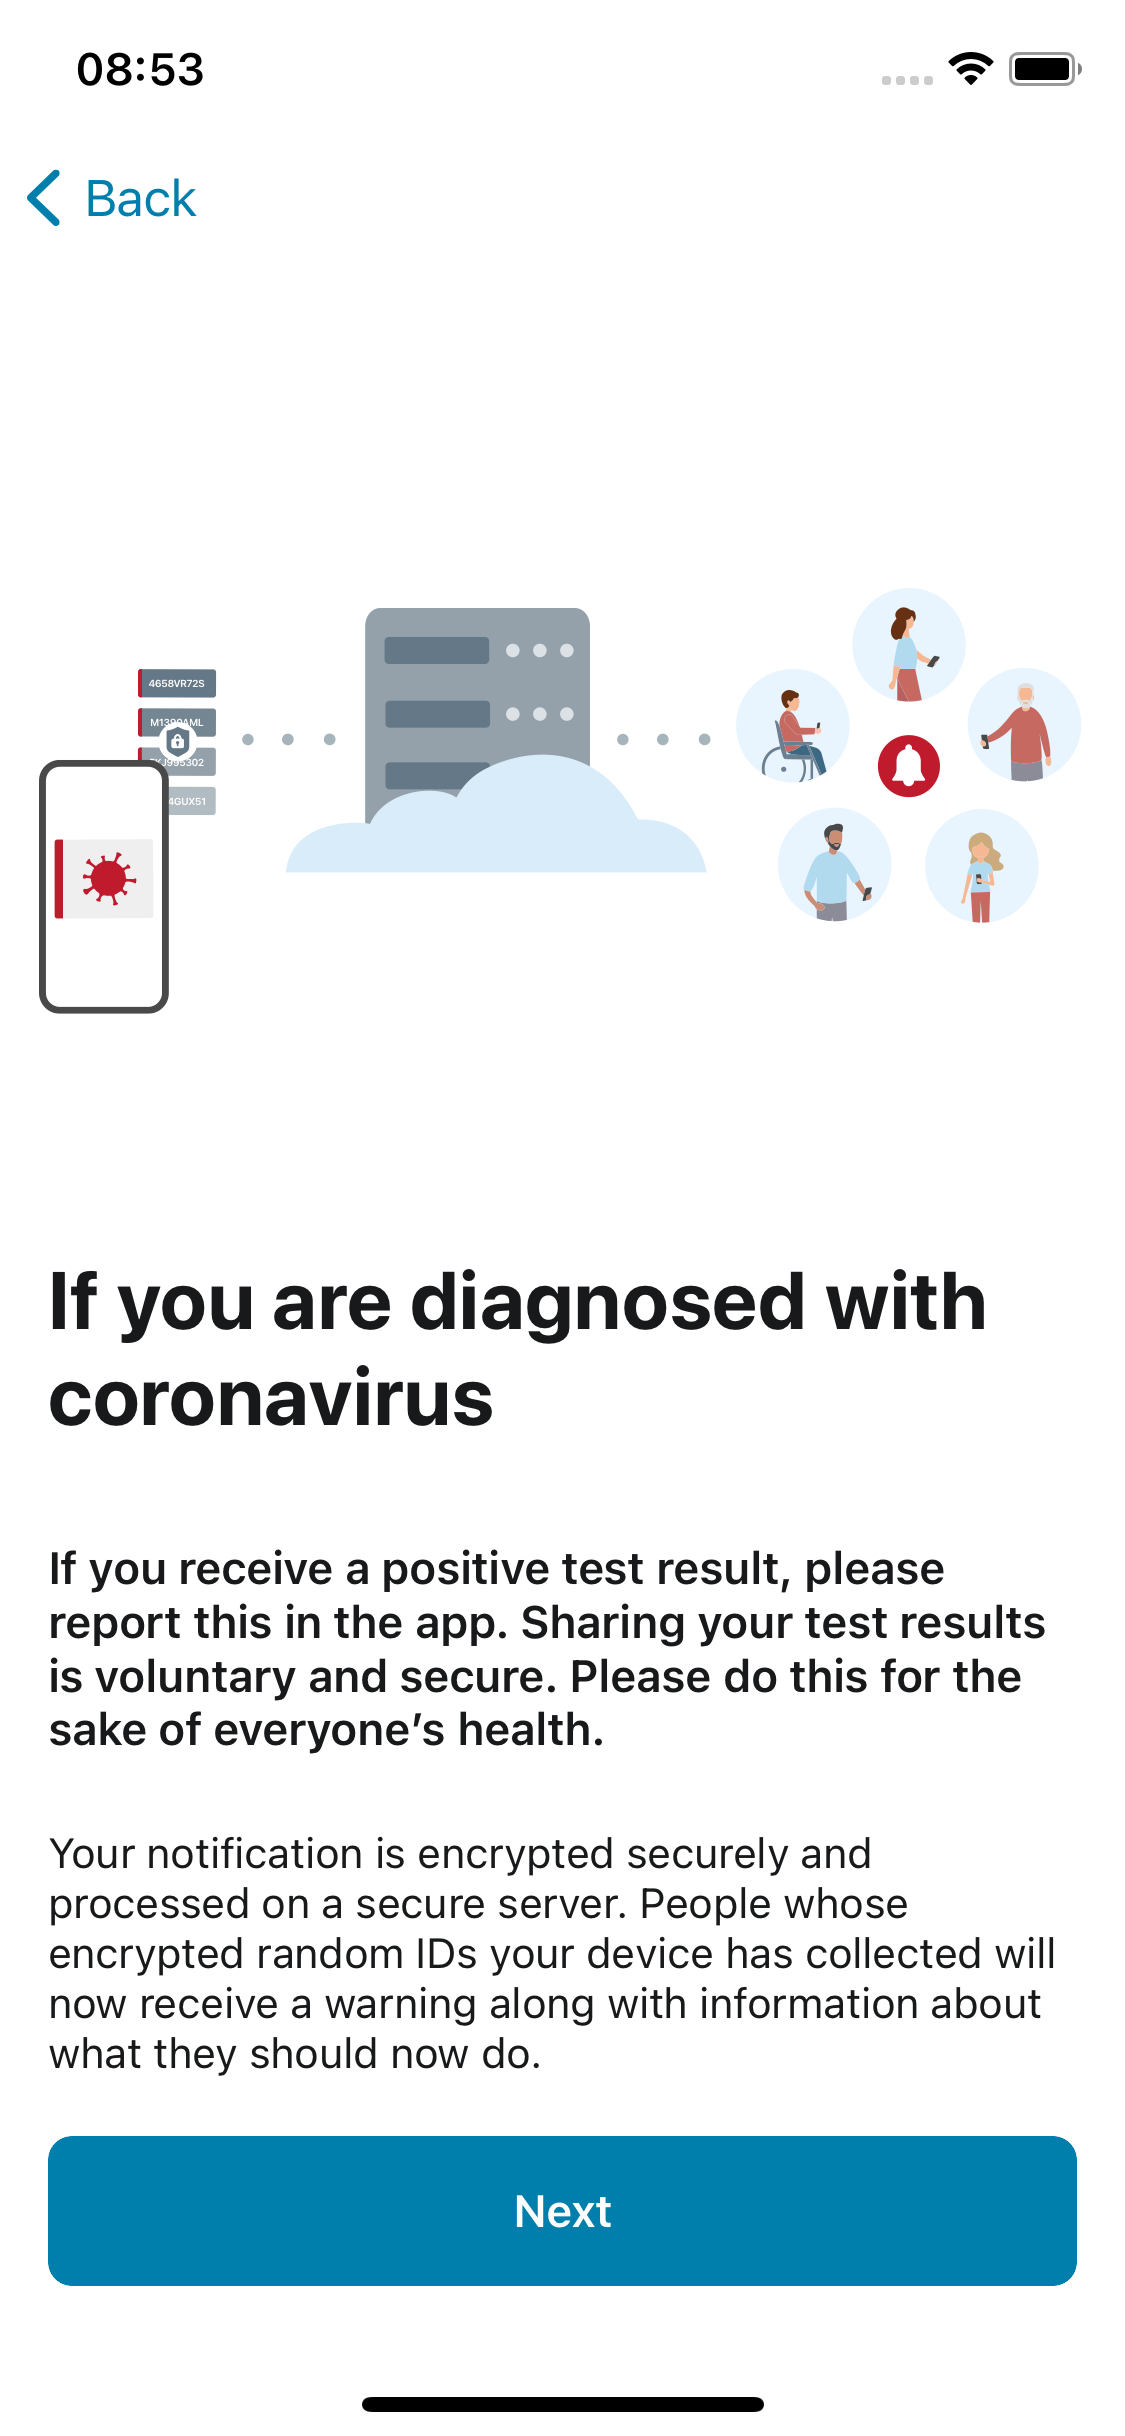 08:53
Back
4658VR72S
M1390AML
J995302
4GUX51
If you are diagnosed with
coronavirus
If you receive a positive test result, please
report this in the app. Sharing your test results
is voluntary and secure. Please do this for the
sake of everyone’s health.
Your notification is encrypted securely and
processed on a secure server. People whose
encrypted random IDs your device has collected will
now receive a warning along with information about
what they should now do.
Next